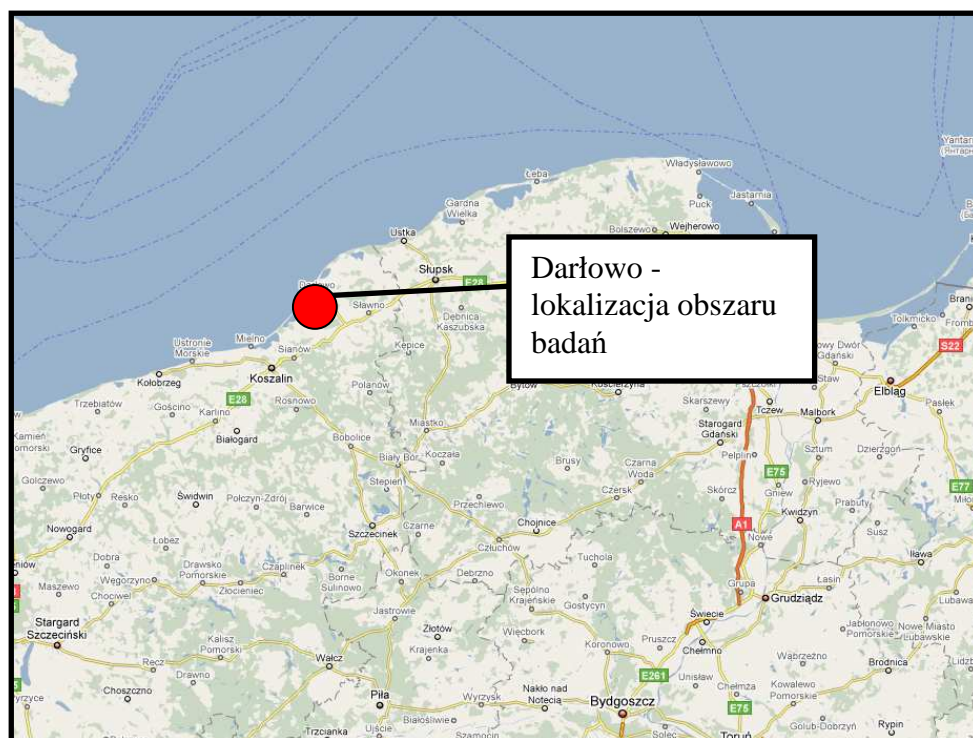 Władysławowo
Łeba
Jastarnia
Puck
Gardna
Wielka
Bolszewo
Wejherowo
Ustka
Słupsk
E28
Darłowo -
lokalizacja obszaru
badań
Sławno
Dębnica
Kaszubska
Tolkmicko
Mielno
Ustronie
Morskie
Sianów
Kępice
S22
Kołobrzeg
Koszalin
Polanów
Bytów
Kościerzyna
Elbląg
Trzebiatów
Gościno
Karlino
E28
Rosnowo
Skarszewy
Tczew
Malbork
Pasłęk
Białogard
Miastko
Starogard
Gdański
Gryfice
Bobolice
Biały Bór
Koczała
Brusy
Czarna
Woda
Pelplin
Sztum
Dzierzgoń
Golczewo
Płoty
Resko
Świdwin
Połczyn-Zdrój
Barwice
Stepień
Przechlewo
Czersk
Skórcz
E75
Gniew
Ryjewo
Prabuty
E77
Nowogard
Szczecinek
Czarne
Chojnice
A1
Nowe
Kwidzyn
Susz
Łobez
Człuchów
Iława
Dobra
Węgorzyno
Drawsko
Pomorskie
Czaplinek
Borne
Sulinowo
Okonek
Debrzno
Tuchola
Grupa
Łasin
Maszewo
Chociwel
Złocieniec
Jastrowie
Sępólno
Krajeńskie
Gostycyn
Świecie
Grudziądz
Stargard
Szczeciński
Kalisz
Pomorski
Złotów
Krajenka
Więcbork
Koronowo
Pruszcz
Chełmno
Jabłonowo
Pomorskie
Nowe Miasto
Lubawskie
Recz
Drawno
Wałcz
E261
Unisław
Wąbrzeźno
Brodnica
Choszczno
Piła
Wyrzysk
Nakło nad
Notecią
Bydgoszcz
Chełmża
E75
Kowalewo
Pomorskie
Trzcianka
Ujście
Białośliwie
Szamocin
Solec
Toruń
Golub-Dobrzyń
Rypin